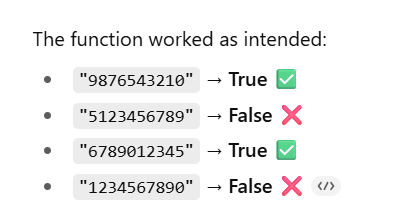 The function worked as intended:
• "9876543210" → True ✅
• "5123456789" → False ❌
• "6789012345" → True ✅
• "1234567890" → False ❌ </>